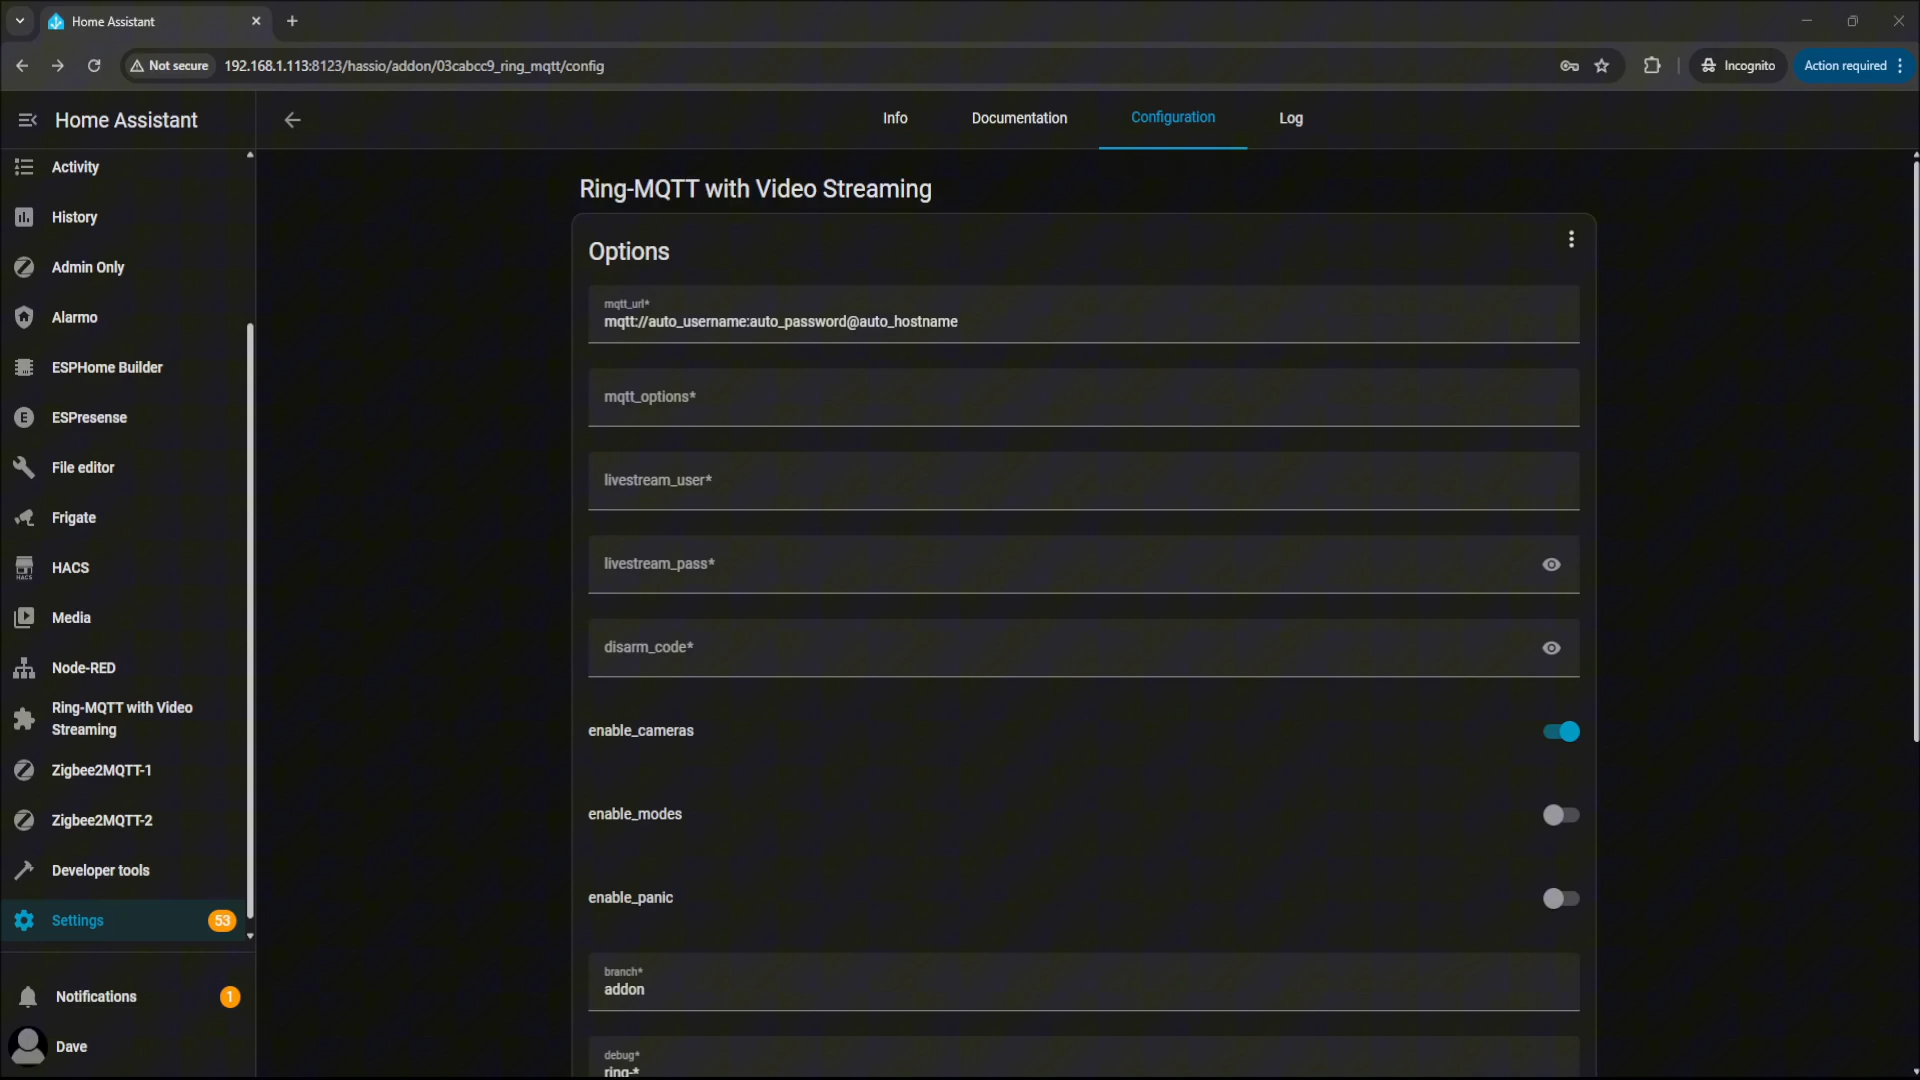 Home Assistant
Not secure
192.168.1.113:8123/hassio/addon/03cabcc9_ring_mqtt/config
Incognito
Action required
Home Assistant
Info
Documentation
Configuration
Log
Activity
History
Admin Only
Alarmo
ESPHome Builder
E
ESPresense
File editor
Frigate
HACS
HACS
Media
Node-RED
Ring-MQTT with Video
Streaming
Zigbee2MQTT-1
Zigbee2MQTT-2
Developer tools
Settings
53
Notifications
1
Dave
Ring-MQTT with Video Streaming
Options
mqtt_url*
mqtt://auto_username:auto_password@auto_hostname
mqtt_options*
livestream_user*
livestream_pass*
disarm_code*
enable_cameras
enable_modes
enable_panic
branch*
addon
debug*
ring-*